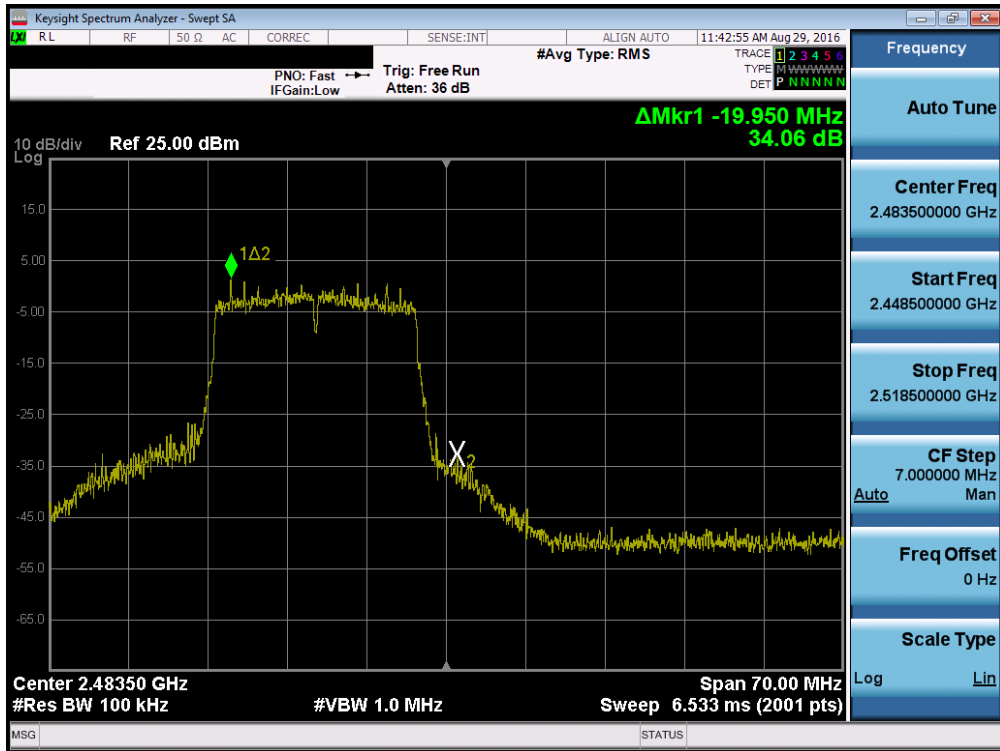 Keysight Spectrum Analyzer - Swept SA
LXI RL RF 50 Ω AC CORREC SENSE:INT ALIGN AUTO 11:42:55 AM Aug 29, 2016
#Avg Type: RMS
TRACE 1 2 3 4 5 6
PNO: Fast Trig: Free Run
TYPE M WWWWW
IFGain:Low Atten: 36 dB
DET P N N N N N
ΔMkr1 -19.950 MHz
34.06 dB
10 dB/div Ref 25.00 dBm
Log
15.0
1Δ2
5.00
-5.00
-15.0
-25.0
X2
-35.0
-45.0
-55.0
-65.0
Center 2.48350 GHz Span 70.00 MHz
#Res BW 100 kHz #VBW 1.0 MHz Sweep 6.533 ms (2001 pts)
MSG STATUS
Frequency
Auto Tune
Center Freq
2.483500000 GHz
Start Freq
2.448500000 GHz
Stop Freq
2.518500000 GHz
CF Step
7.000000 MHz
Auto Man
Freq Offset
0 Hz
Scale Type
Log Lin